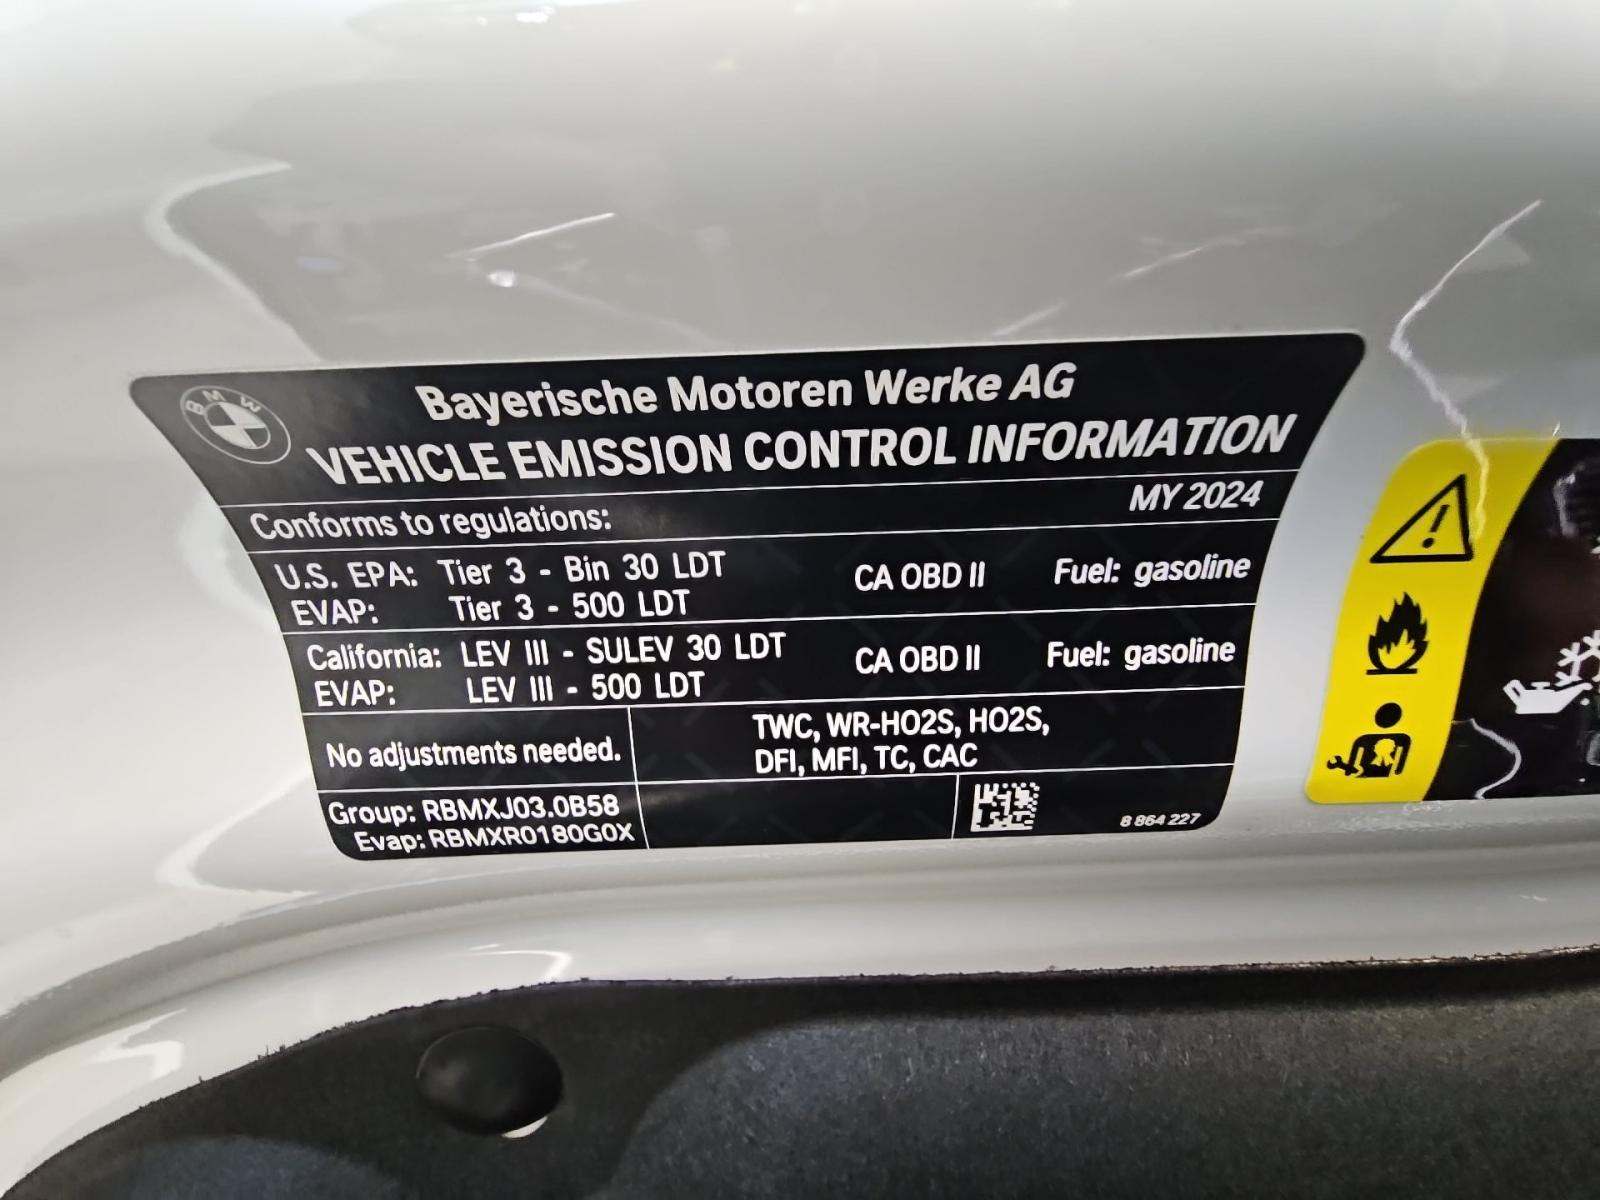 BMW
Bayerische Motoren Werke AG
VEHICLE EMISSION CONTROL INFORMATION
Conforms to regulations: MY 2024
U.S. EPA: Tier 3 - Bin 30 LDT CA OBD II Fuel: gasoline
EVAP: Tier 3 - 500 LDT
California: LEV III - SULEV 30 LDT CA OBD II Fuel: gasoline
EVAP: LEV III - 500 LDT
No adjustments needed.
TWC, WR-HO2S, HO2S,
DFI, MFI, TC, CAC
Group: RBMXJ03.0B58
Evap: RBMXR0180G0X
8 864 227